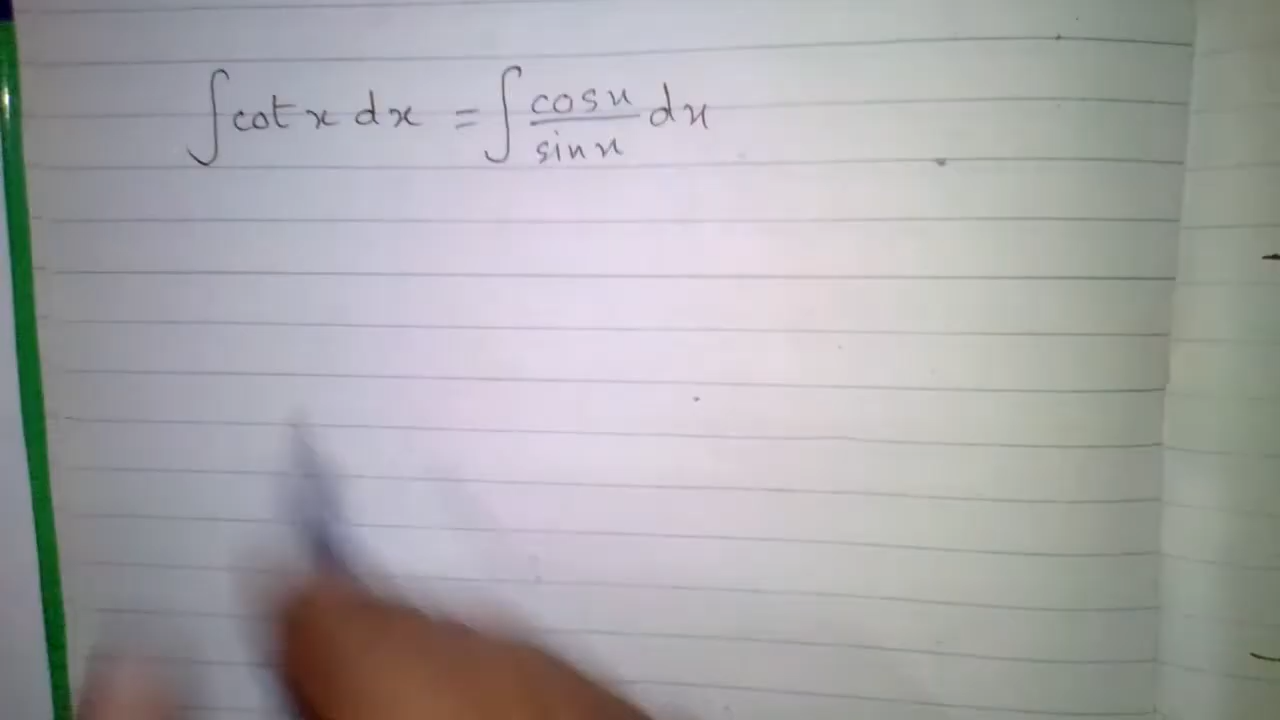 ∫cot x dx = ∫ cos x / sin x dx